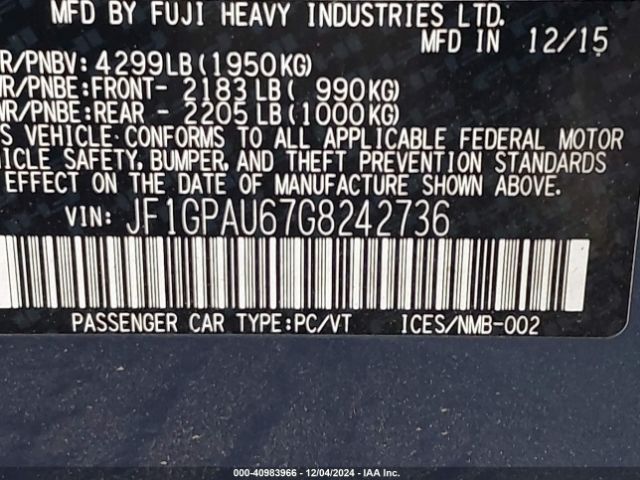 MFD BY FUJI HEAVY INDUSTRIES LTD.
MFD IN 12/15
R/PNBV: 4299LB (1950KG)
WR/PNBE:FRONT- 2183 LB ( 990KG)
WR/PNBE:REAR - 2205 LB (1000KG)
S VEHICLE CONFORMS TO ALL APPLICABLE FEDERAL MOTOR
HICLE SAFETY, BUMPER, AND THEFT PREVENTION STANDARDS
EFFECT ON THE DATE OF MANUFACTURE SHOWN ABOVE.
VIN: JF1GPAU67G8242736
PASSENGER CAR TYPE:PC/VT ICES/NMB-002
000-40983966 - 12/04/2024 - IAA Inc.